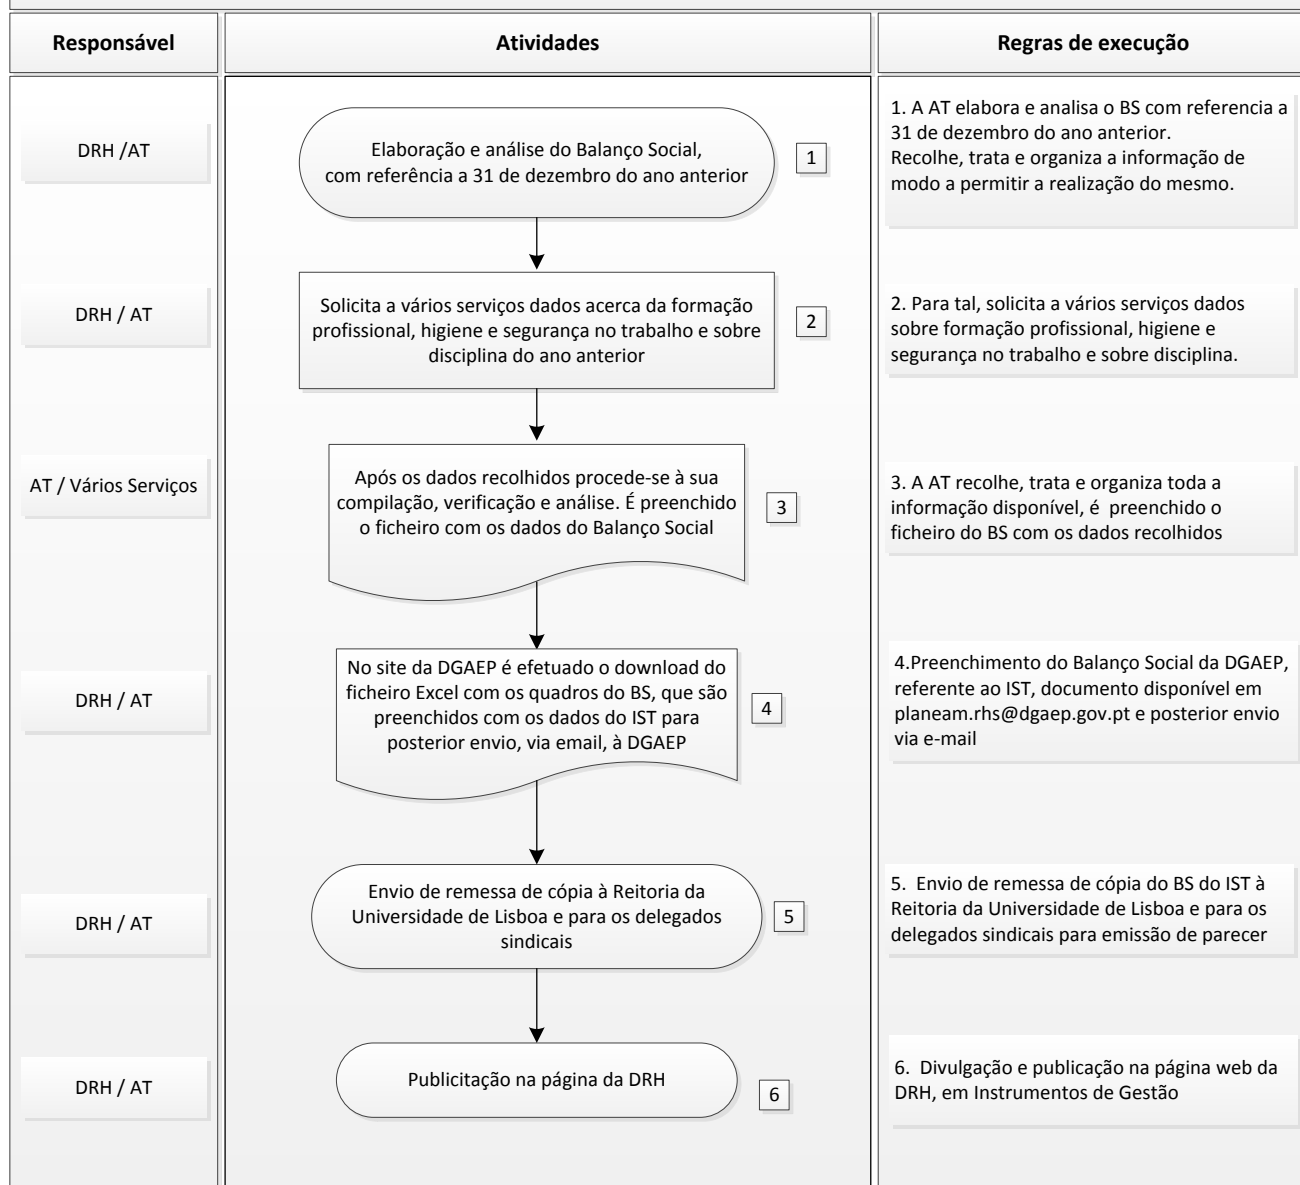 Responsável
Atividades
Regras de execução
DRH /AT
Elaboração e análise do Balanço Social,
com referência a 31 de dezembro do ano anterior
1
1. A AT elabora e analisa o BS com referencia a
31 de dezembro do ano anterior.
Recolhe, trata e organiza a informação de
modo a permitir a realização do mesmo.
DRH / AT
Solicita a vários serviços dados acerca da formação
profissional, higiene e segurança no trabalho e sobre
disciplina do ano anterior
2
2. Para tal, solicita a vários serviços dados
sobre formação profissional, higiene e
segurança no trabalho e sobre disciplina.
AT / Vários Serviços
Após os dados recolhidos procede-se à sua
compilação, verificação e análise. É preenchido
o ficheiro com os dados do Balanço Social
3
3. A AT recolhe, trata e organiza toda a
informação disponível, é  preenchido o
ficheiro do BS com os dados recolhidos
DRH / AT
No site da DGAEP é efetuado o download do
ficheiro Excel com os quadros do BS, que são
preenchidos com os dados do IST para
posterior envio, via email, à DGAEP
4
4.Preenchimento do Balanço Social da DGAEP,
referente ao IST, documento disponível em
planeam.rhs@dgaep.gov.pt e posterior envio
via e-mail
DRH / AT
Envio de remessa de cópia à Reitoria da
Universidade de Lisboa e para os delegados
sindicais
5
5.  Envio de remessa de cópia do BS do IST à
Reitoria da Universidade de Lisboa e para os
delegados sindicais para emissão de parecer
DRH / AT
Publicitação na página da DRH
6
6.  Divulgação e publicação na página web da
DRH, em Instrumentos de Gestão